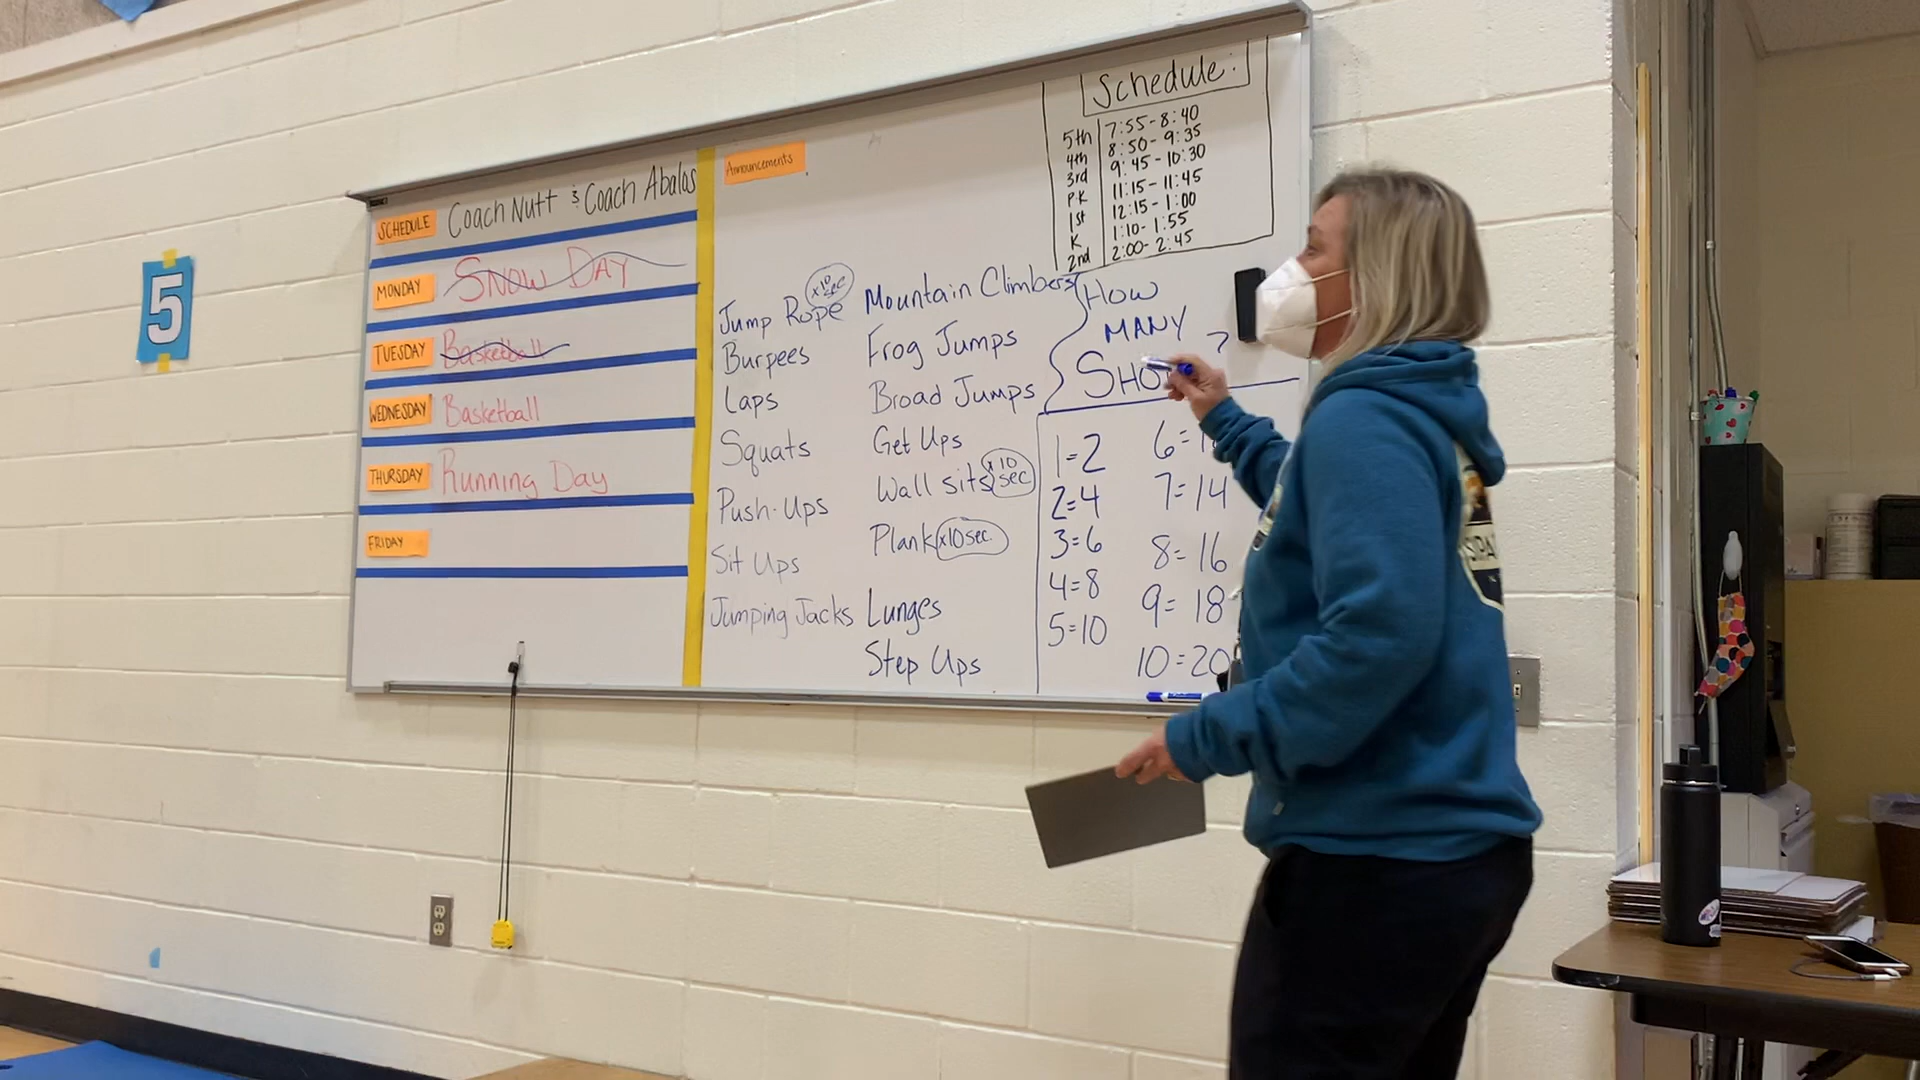 5
SCHEDULE
Coach Nutt & Coach Abalos
MONDAY
Snow Day
TUESDAY
Basketball
WEDNESDAY
Basketball
THURSDAY
Running Day
FRIDAY
Announcements
Jump Rope x10 sec
Burpees
Laps
Squats
Push-Ups
Sit Ups
Jumping Jacks
Mountain Climbers
Frog Jumps
Broad Jumps
Get Ups
Wall sits x10 sec
Plank x10 sec.
Lunges
Step Ups
Schedule:
5th 7:55-8:40
4th 8:50-9:35
3rd 9:45-10:30
PK 11:15-11:45
1st 12:15-1:00
K 1:10-1:55
2nd 2:00-2:45
How
MANY
?
1=2
2=4
3=6
4=8
5=10
6=
7=14
8=16
9=18
10=20